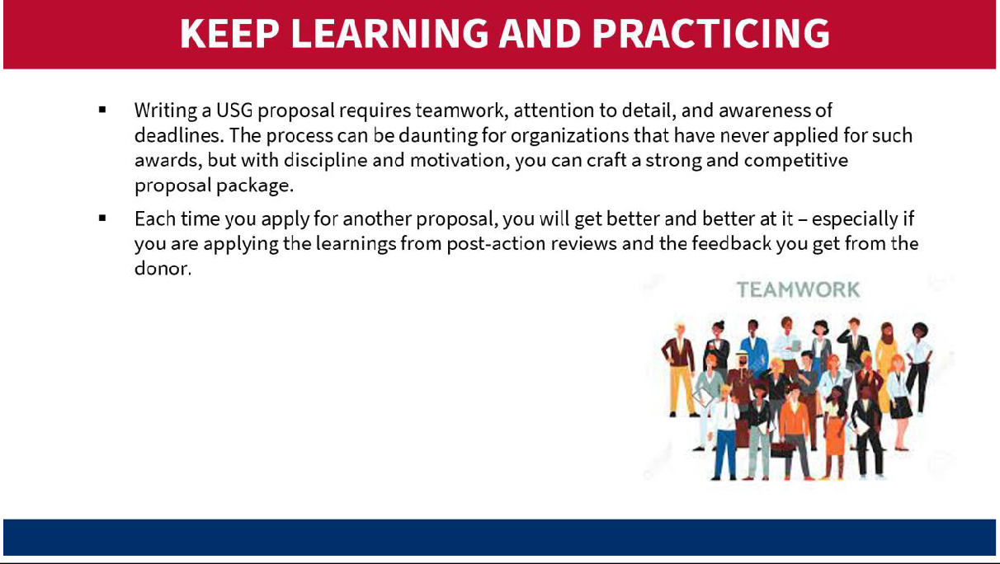 KEEP LEARNING AND PRACTICING
▪ Writing a USG proposal requires teamwork, attention to detail, and awareness of
deadlines. The process can be daunting for organizations that have never applied for such
awards, but with discipline and motivation, you can craft a strong and competitive
proposal package.
▪ Each time you apply for another proposal, you will get better and better at it – especially if
you are applying the learnings from post-action reviews and the feedback you get from the
donor.
TEAMWORK